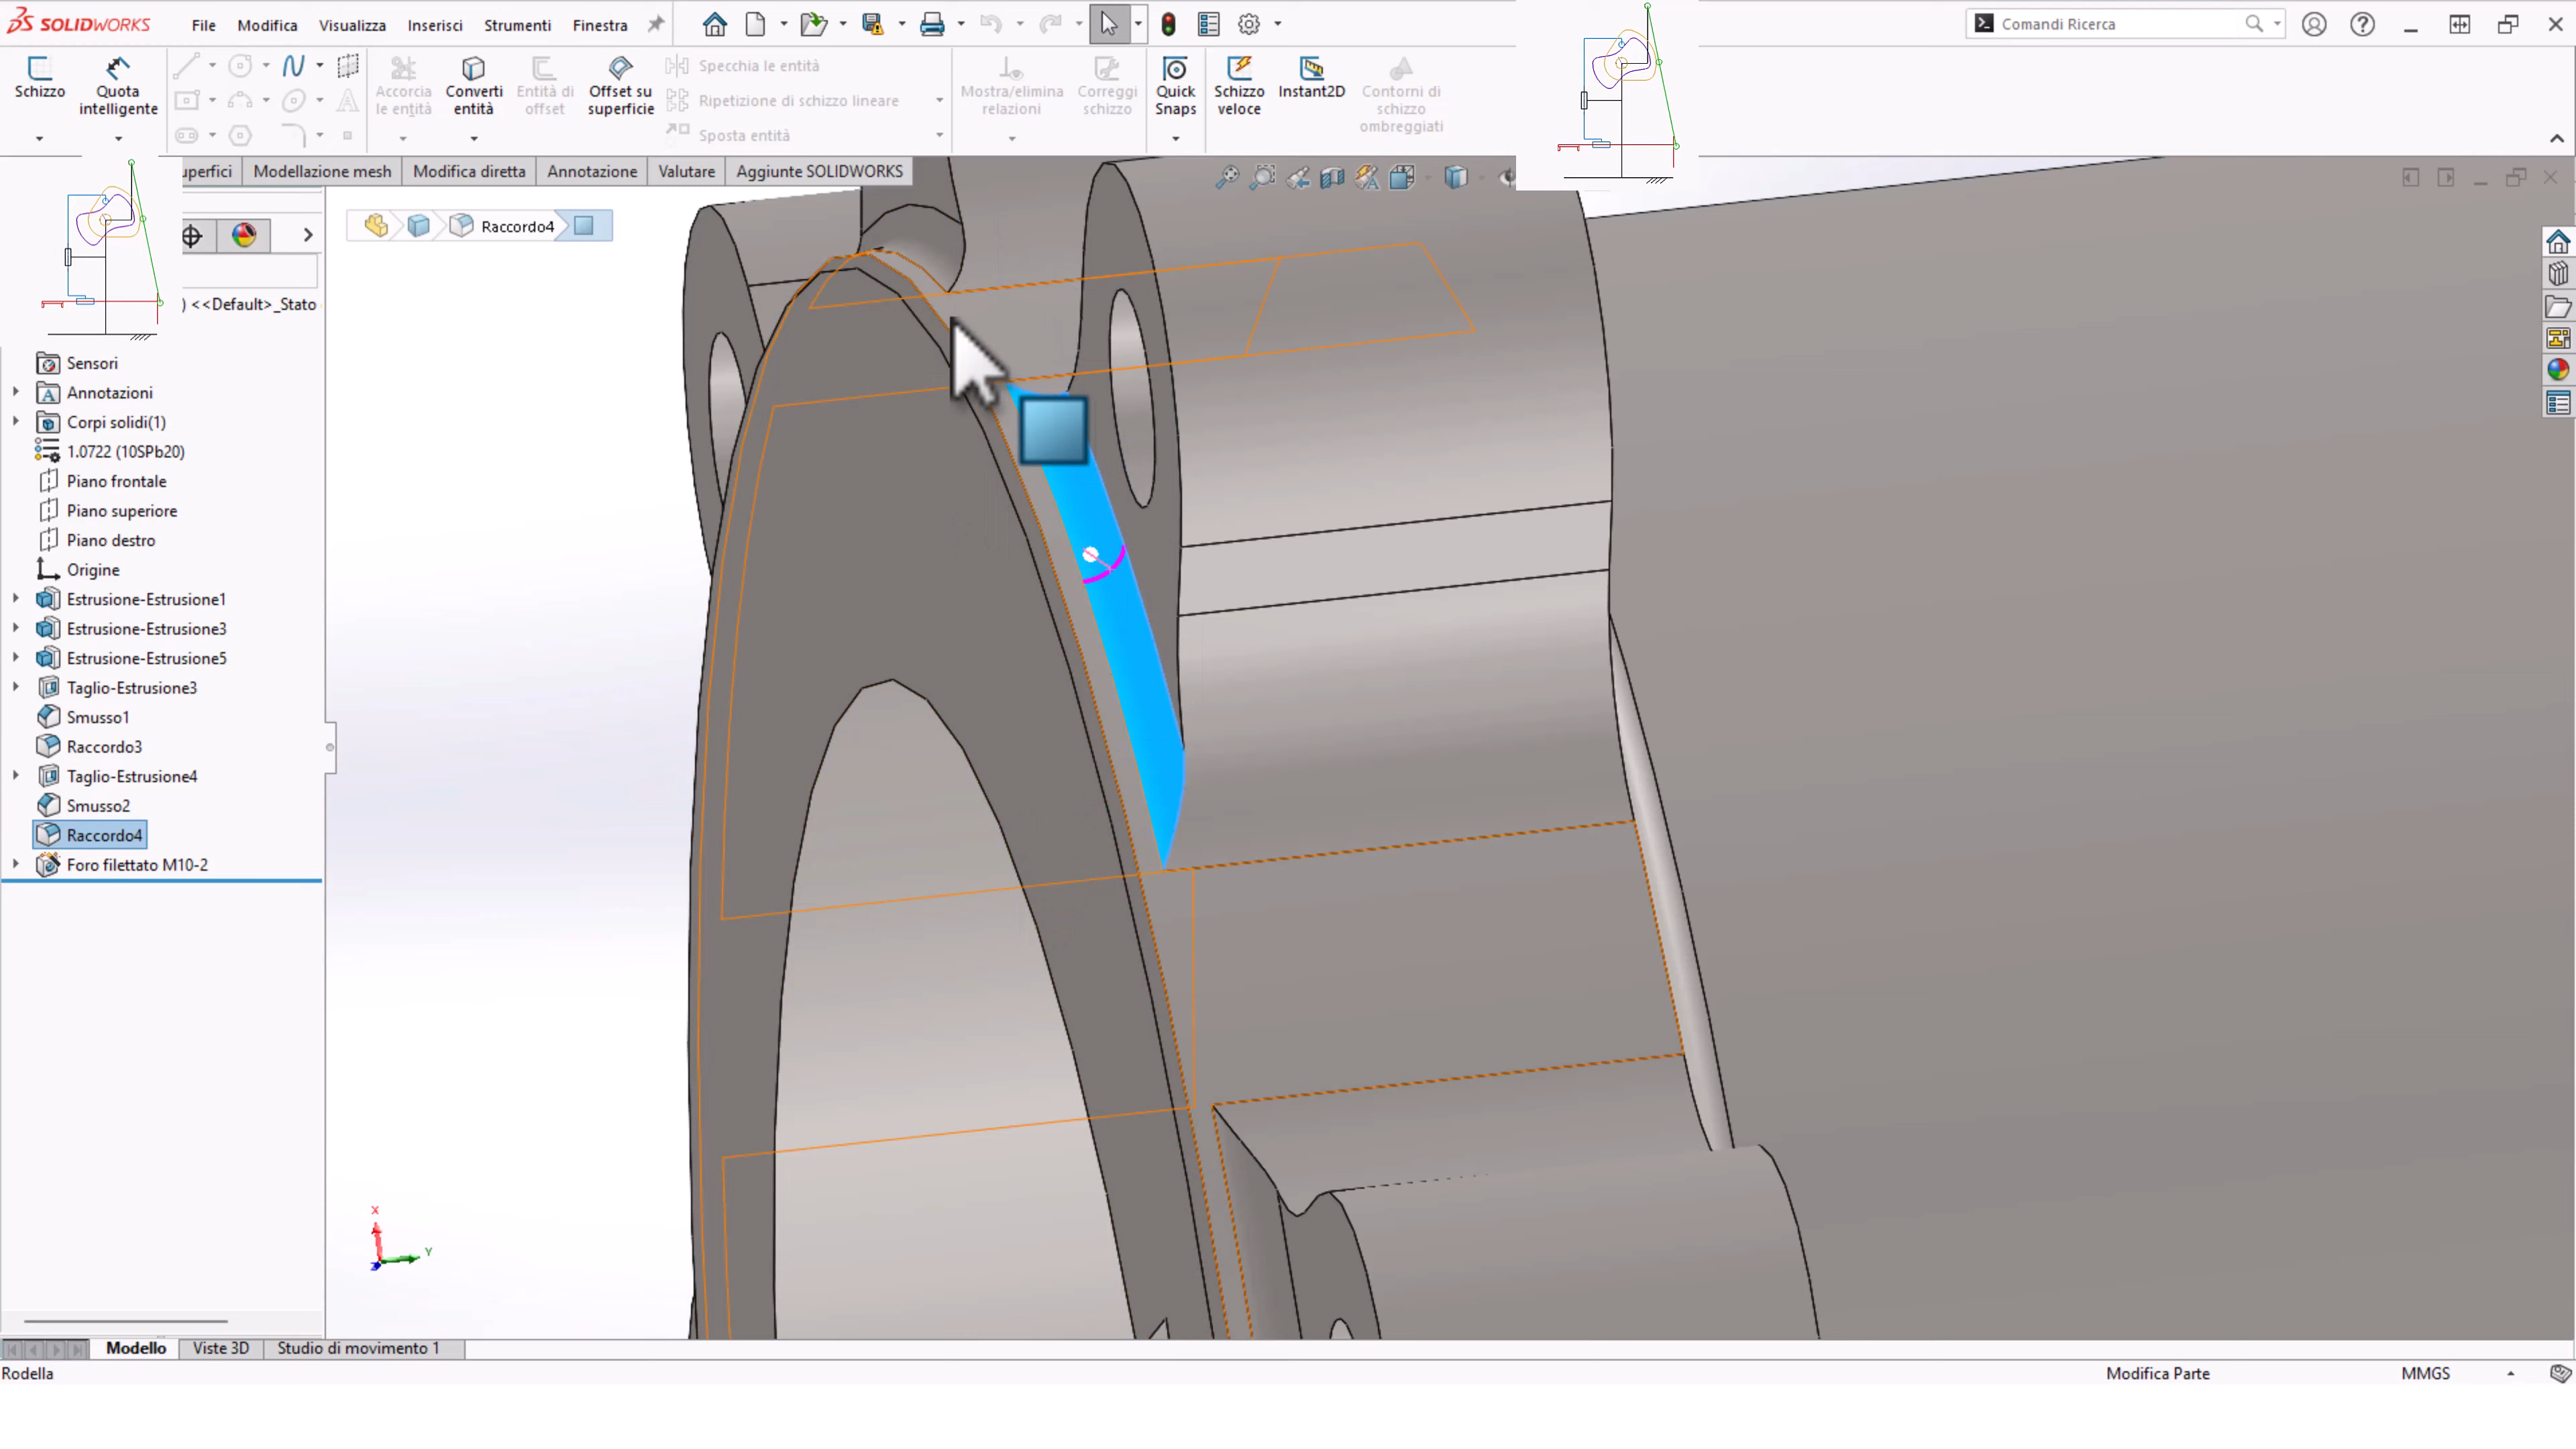 SOLIDWORKS File Modifica Visualizza Inserisci Strumenti Finestra Comandi Ricerca
Schizzo
Quota
intelligente
Accorcia
le entità
Converti
entità
Entità di
offset
Offset su
superficie
Specchia le entità
Ripetizione di schizzo lineare
Sposta entità
Mostra/elimina
relazioni
Correggi
schizzo
Quick
Snaps
Schizzo
veloce
Instant2D
Contorni di
schizzo
ombreggiati
uperfici Modellazione mesh Modifica diretta Annotazione Valutare Aggiunte SOLIDWORKS
Raccordo4
) <<Default>_Stato
Sensori
Annotazioni
Corpi solidi(1)
1.0722 (10SPb20)
Piano frontale
Piano superiore
Piano destro
Origine
Estrusione-Estrusione1
Estrusione-Estrusione3
Estrusione-Estrusione5
Taglio-Estrusione3
Smusso1
Raccordo3
Taglio-Estrusione4
Smusso2
Raccordo4
Foro filettato M10-2
X
Y
Z
Modello Viste 3D Studio di movimento 1
Rodella Modifica Parte MMGS